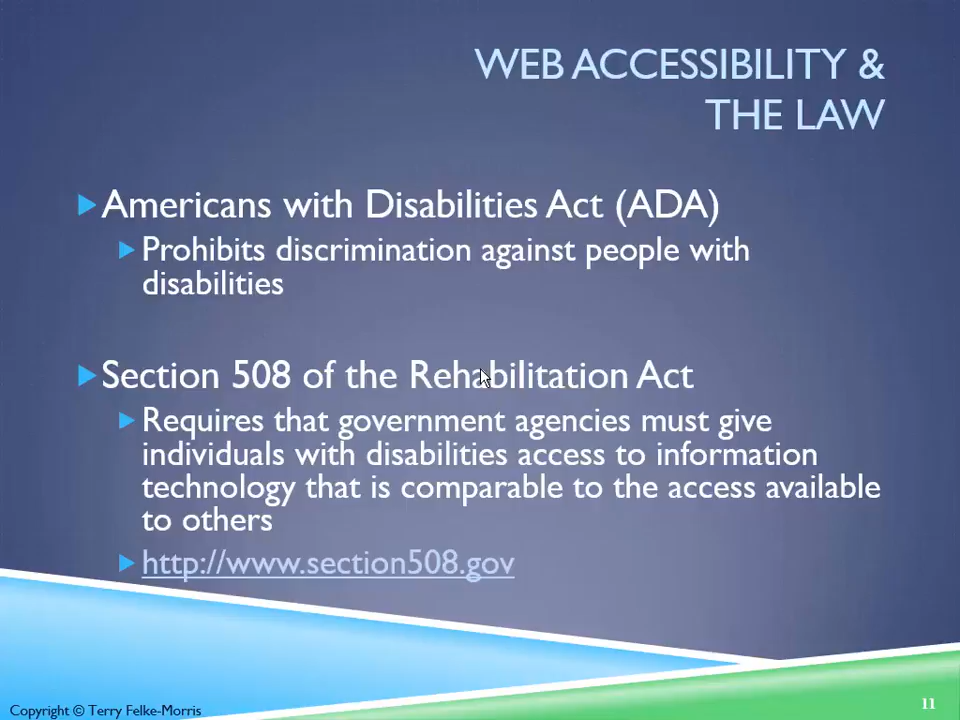 WEB ACCESSIBILITY &
THE LAW
Americans with Disabilities Act (ADA)
Prohibits discrimination against people with
disabilities
Section 508 of the Rehabilitation Act
Requires that government agencies must give
individuals with disabilities access to information
technology that is comparable to the access available
to others
http://www.section508.gov
Copyright © Terry Felke-Morris
11